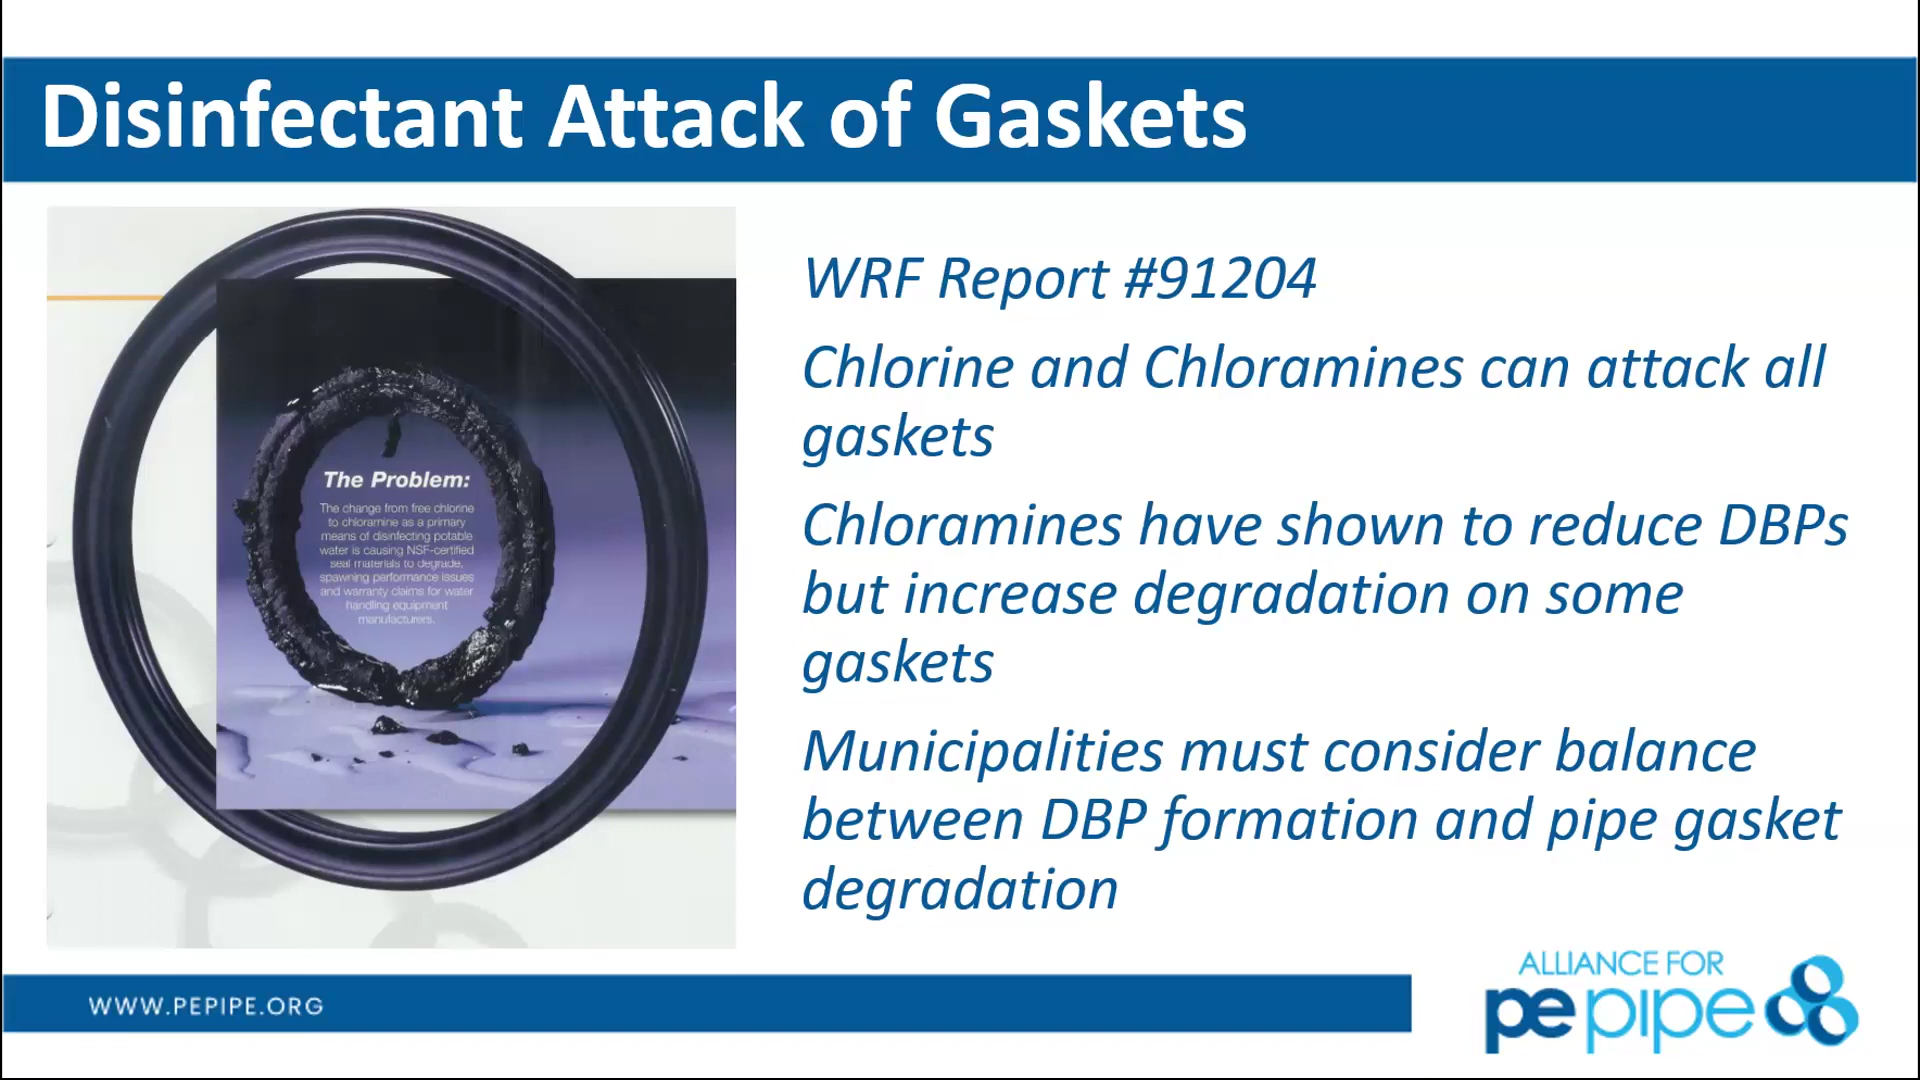 Disinfectant Attack of Gaskets
The Problem:
The change from free chlorine
to chloramine as a primary
means of disinfecting potable
water is causing NSF-certified
seal materials to degrade,
spawning performance issues
and warranty claims for water
handling equipment
manufacturers.
WRF Report #91204
Chlorine and Chloramines can attack all
gaskets
Chloramines have shown to reduce DBPs
but increase degradation on some
gaskets
Municipalities must consider balance
between DBP formation and pipe gasket
degradation
WWW.PEPIPE.ORG
ALLIANCE FOR
pepipe